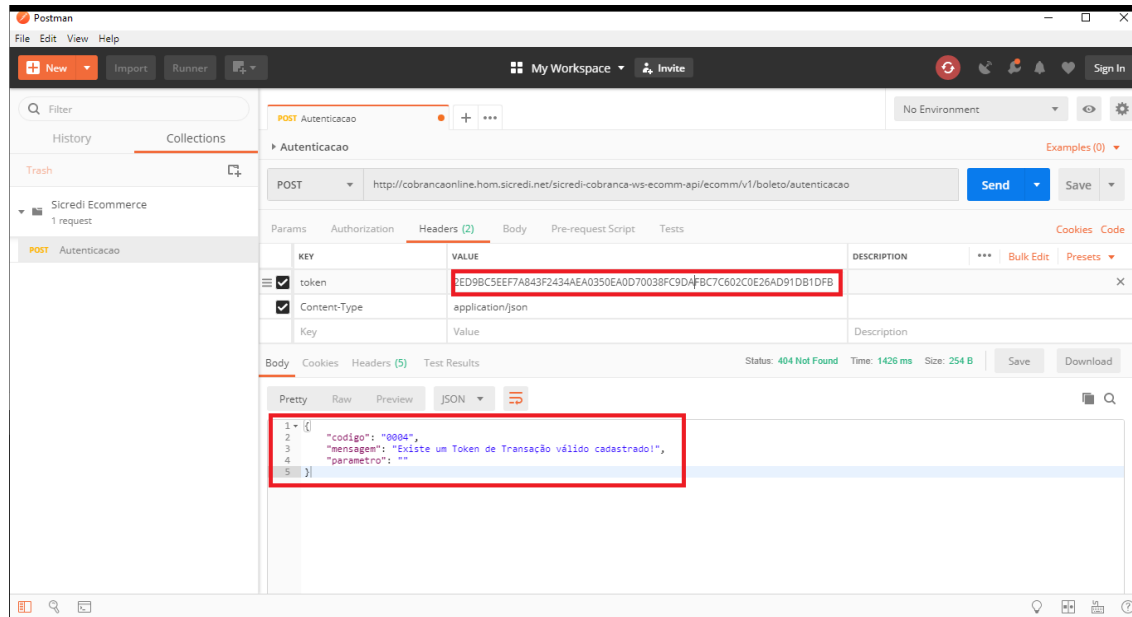 Postman
File Edit View Help
New Import Runner My Workspace Invite Sign In
Filter
History Collections
Trash
Sicredi Ecommerce
1 request
POST Autenticacao
POST Autenticacao
No Environment
Autenticacao
Examples (0)
POST http://cobrancaonline.hom.sicredi.net/sicredi-cobranca-ws-ecomm-api/ecomm/v1/boleto/autenticacao Send Save
Params Authorization Headers (2) Body Pre-request Script Tests Cookies Code
KEY VALUE DESCRIPTION Bulk Edit Presets
token 2ED9BC5EEF7A843F2434AEA0350EA0D70038FC9DAFBC7C602C0E26AD91DB1DFB
Content-Type application/json
Key Value Description
Body Cookies Headers (5) Test Results Status: 404 Not Found Time: 1426 ms Size: 254 B Save Download
Pretty Raw Preview JSON
1 {
2 "codigo": "0004",
3 "mensagem": "Existe um Token de Transação válido cadastrado!",
4 "parametro": ""
5 }